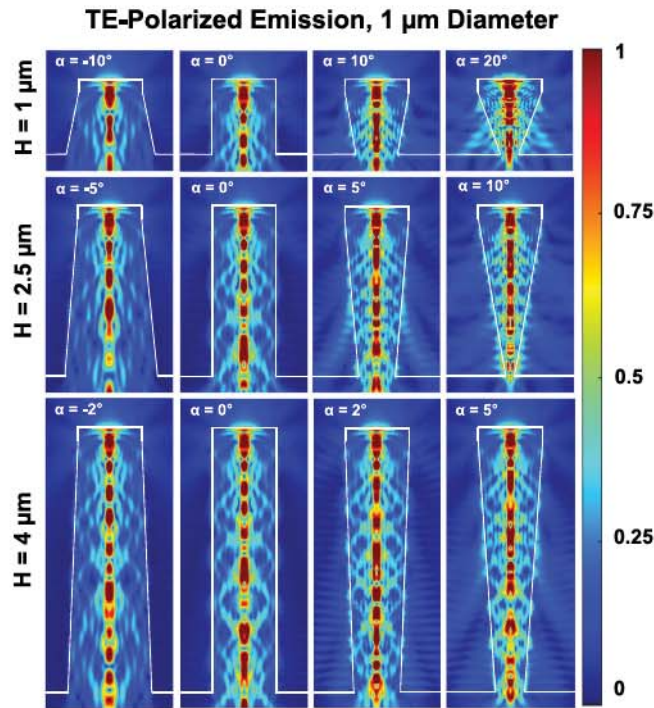 TE-Polarized Emission, 1 µm Diameter
H = 1 µm
α = -10°
α = 0°
α = 10°
α = 20°
H = 2.5 µm
α = -5°
α = 0°
α = 5°
α = 10°
H = 4 µm
α = -2°
α = 0°
α = 2°
α = 5°
1
0.75
0.5
0.25
0